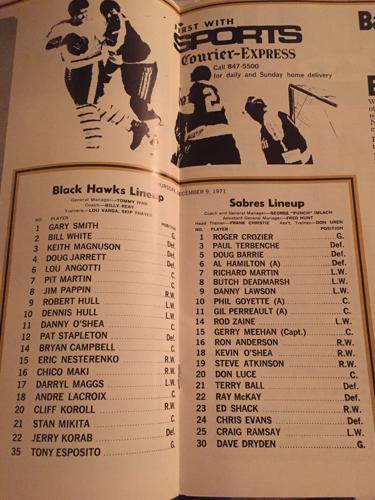 FIRST WITH
SPORTS
Courier-Express
Call 847-5500
for daily and Sunday home delivery
Black Hawks Lineup
General Manager—TOMMY IVAN
Coach—BILLY REAY
Trainers—LOU VARGA, SKIP THAYER
NO. PLAYER POSITION
1 GARY SMITH G.
2 BILL WHITE Def.
3 KEITH MAGNUSON Def.
4 DOUG JARRETT Def.
6 LOU ANGOTTI C.
7 PIT MARTIN C.
8 JIM PAPPIN R.W.
9 ROBERT HULL L.W.
10 DENNIS HULL L.W.
11 DANNY O'SHEA C.
12 PAT STAPLETON Def.
14 BRYAN CAMPBELL C.
15 ERIC NESTERENKO R.W.
16 CHICO MAKI R.W.
17 DARRYL MAGGS L.W.
18 ANDRE LACROIX C.
20 CLIFF KOROLL R.W.
21 STAN MIKITA C.
22 JERRY KORAB Def.
35 TONY ESPOSITO G.
DECEMBER 9, 1971
Sabres Lineup
Coach and General Manager—GEORGE "PUNCH" IMLACH
Assistant General Manager—FRED HUNT
Head Trainer—FRANK CHRISTIE Ass't. Trainer—DON UREN
NO. PLAYER POSITION
1 ROGER CROZIER G.
3 PAUL TERBENCHE Def.
5 DOUG BARRIE Def.
6 AL HAMILTON (A) Def.
7 RICHARD MARTIN L.W.
8 BUTCH DEADMARSH L.W.
9 DANNY LAWSON R.W.
10 PHIL GOYETTE (A) C.
11 GIL PERREAULT (A) C.
14 ROD ZAINE L.W.
15 GERRY MEEHAN (Capt.) C.
16 RON ANDERSON R.W.
18 KEVIN O'SHEA R.W.
19 STEVE ATKINSON R.W.
20 DON LUCE C.
21 TERRY BALL Def.
22 RAY McKAY Def.
23 ED SHACK R.W.
24 CHRIS EVANS Def.
25 CRAIG RAMSAY L.W.
30 DAVE DRYDEN G.